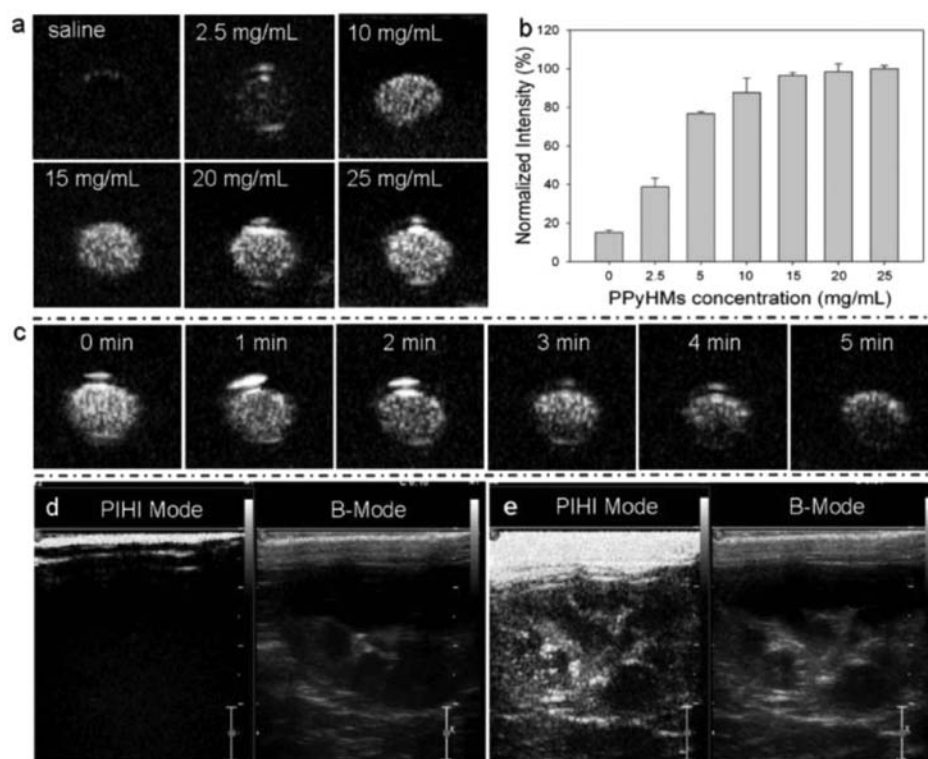 a
saline
2.5 mg/mL
10 mg/mL
15 mg/mL
20 mg/mL
25 mg/mL
b
Normalized Intensity (%)
120
100
80
60
40
20
0
0 2.5 5 10 15 20 25
PPyHMs concentration (mg/mL)
c
0 min
1 min
2 min
3 min
4 min
5 min
d
PIHI Mode
B-Mode
e
PIHI Mode
B-Mode